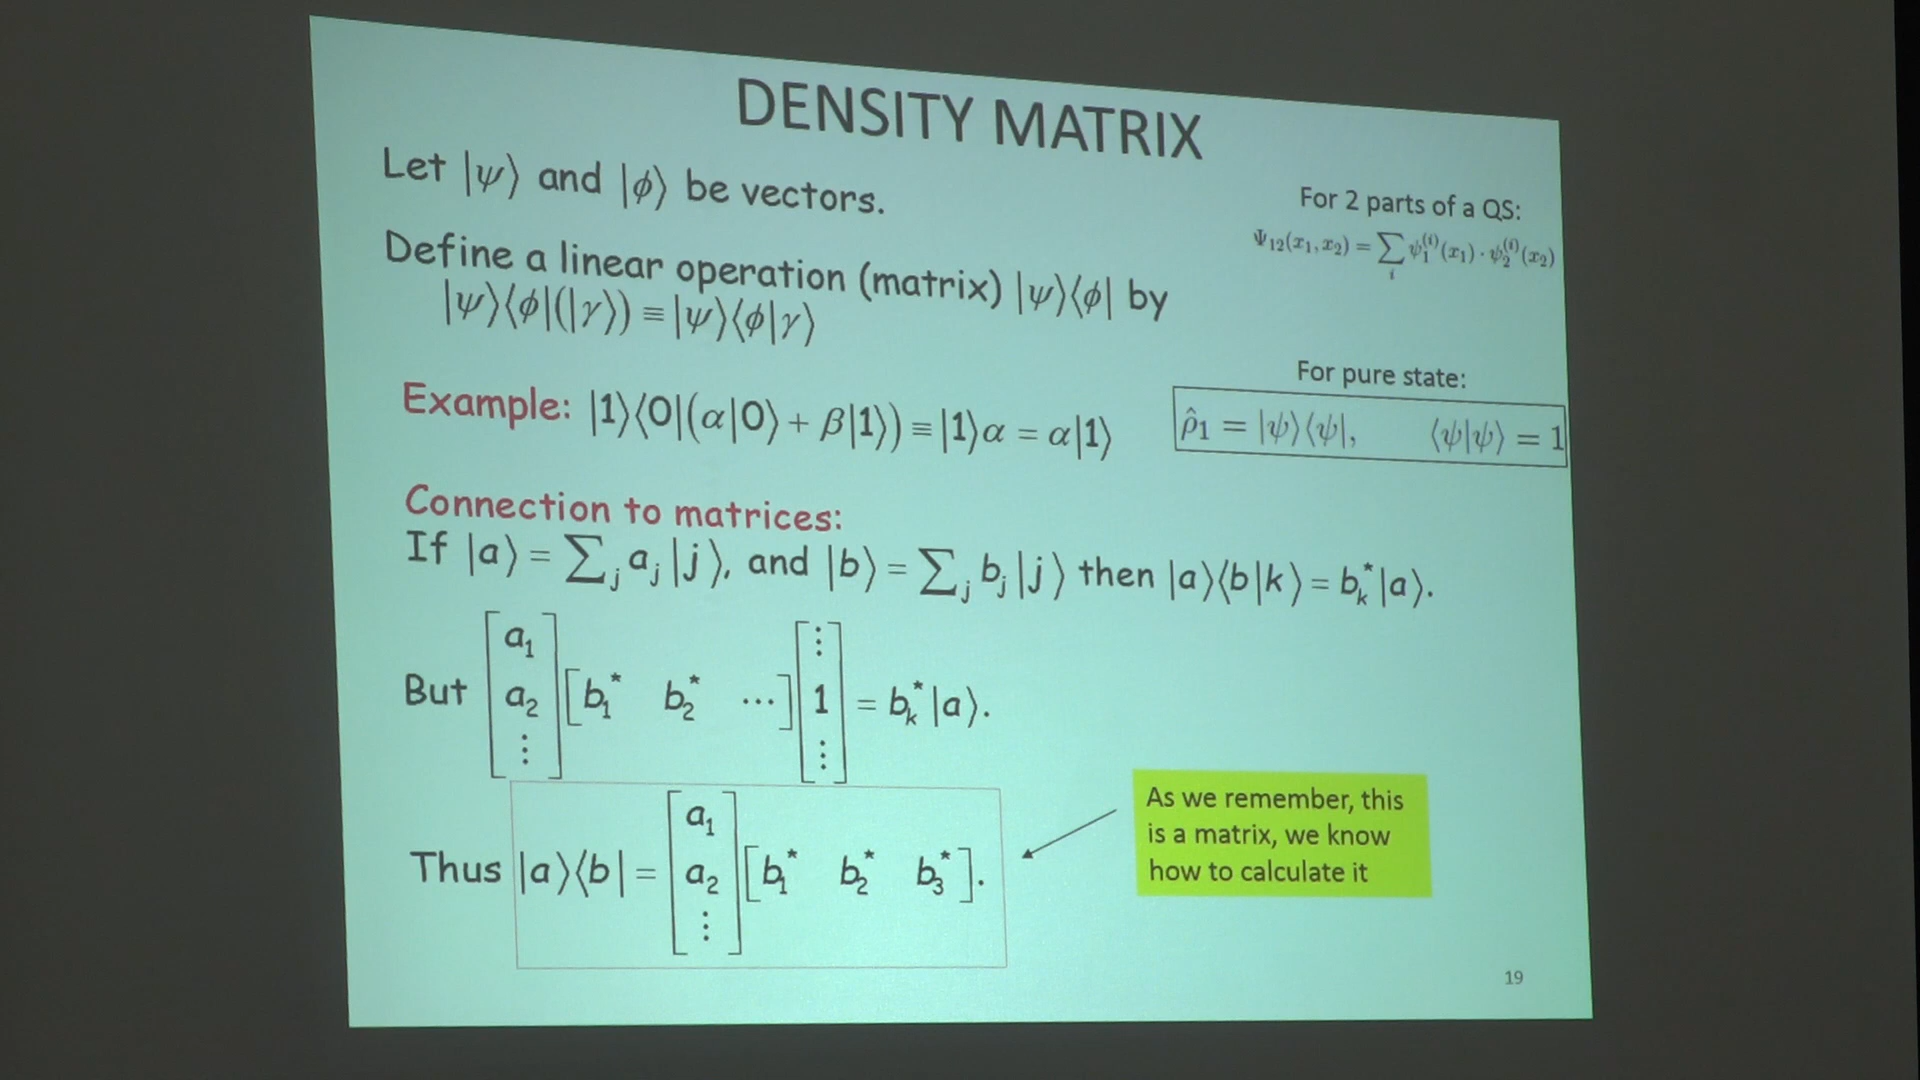 DENSITY MATRIX
Let |ψ⟩ and |ϕ⟩ be vectors.
For 2 parts of a QS:
Ψ₁₂(x₁, x₂) = ∑ᵢ ψ₁⁽ⁱ⁾(x₁) · ψ₂⁽ⁱ⁾(x₂)
Define a linear operation (matrix) |ψ⟩⟨ϕ| by
|ψ⟩⟨ϕ|(|γ⟩) ≡ |ψ⟩⟨ϕ|γ⟩
For pure state:
ρ̂₁ = |ψ⟩⟨ψ|, ⟨ψ|ψ⟩ = 1
Example: |1⟩⟨0|(α|0⟩ + β|1⟩) ≡ |1⟩α = α|1⟩
Connection to matrices:
If |a⟩ = ∑ⱼ aⱼ|j⟩, and |b⟩ = ∑ⱼ bⱼ|j⟩ then |a⟩⟨b|k⟩ = bₖ*|a⟩.
But [a₁ a₂ ⋮] [b₁* b₂* ⋯] [⋮ 1 ⋮] = bₖ*|a⟩.
Thus |a⟩⟨b| = [a₁ a₂ ⋮] [b₁* b₂* b₃*].
As we remember, this
is a matrix, we know
how to calculate it
19